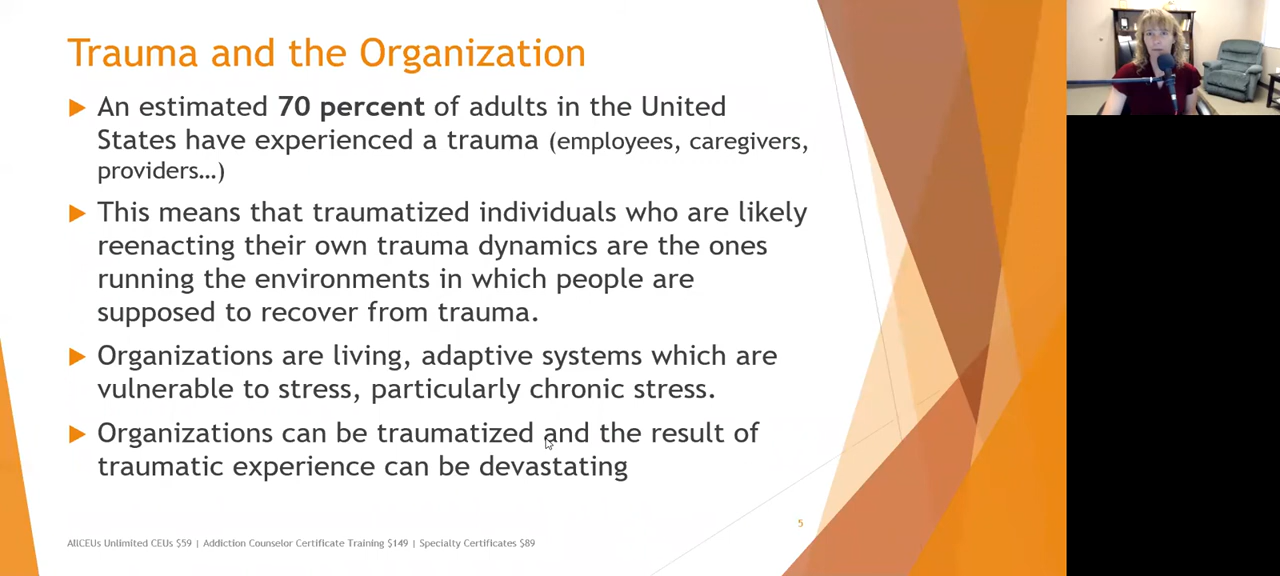 Trauma and the Organization
An estimated 70 percent of adults in the United
States have experienced a trauma (employees, caregivers,
providers…)
This means that traumatized individuals who are likely
reenacting their own trauma dynamics are the ones
running the environments in which people are
supposed to recover from trauma.
Organizations are living, adaptive systems which are
vulnerable to stress, particularly chronic stress.
Organizations can be traumatized and the result of
traumatic experience can be devastating
5
AllCEUs Unlimited CEUs $59 | Addiction Counselor Certificate Training $149 | Specialty Certificates $89